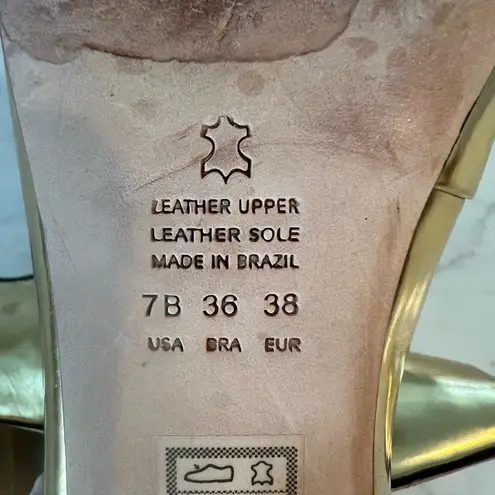 LEATHER UPPER
LEATHER SOLE
MADE IN BRAZIL
7B 36 38
USA BRA EUR